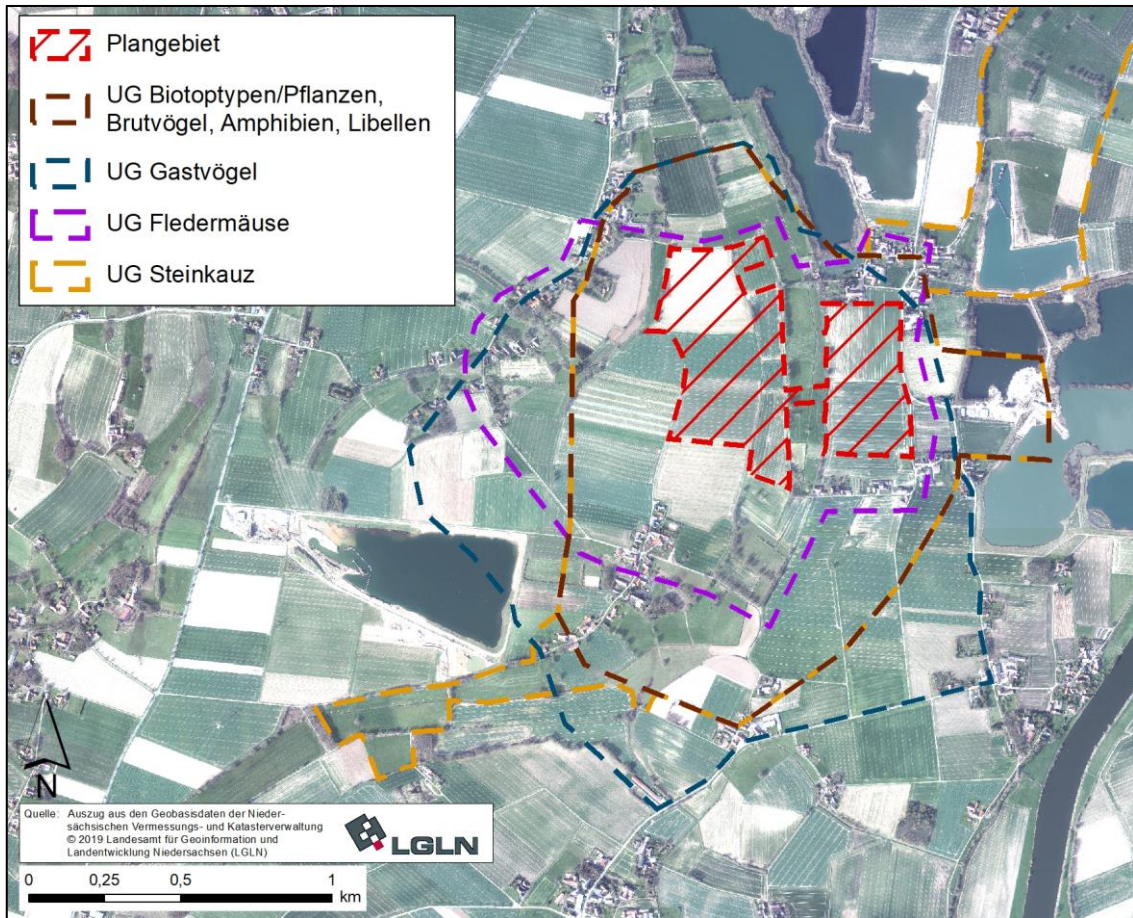 Plangebiet
UG Biotoptypen/Pflanzen,
Brutvögel, Amphibien, Libellen
UG Gastvögel
UG Fledermäuse
UG Steinkauz
N
Quelle: Auszug aus den Geobasisdaten der Nieder-
sächsischen Vermessungs- und Katasterverwaltung
© 2019 Landesamt für Geoinformation und
Landentwicklung Niedersachsen (LGLN)
LGLN
0 0,25 0,5 1
km